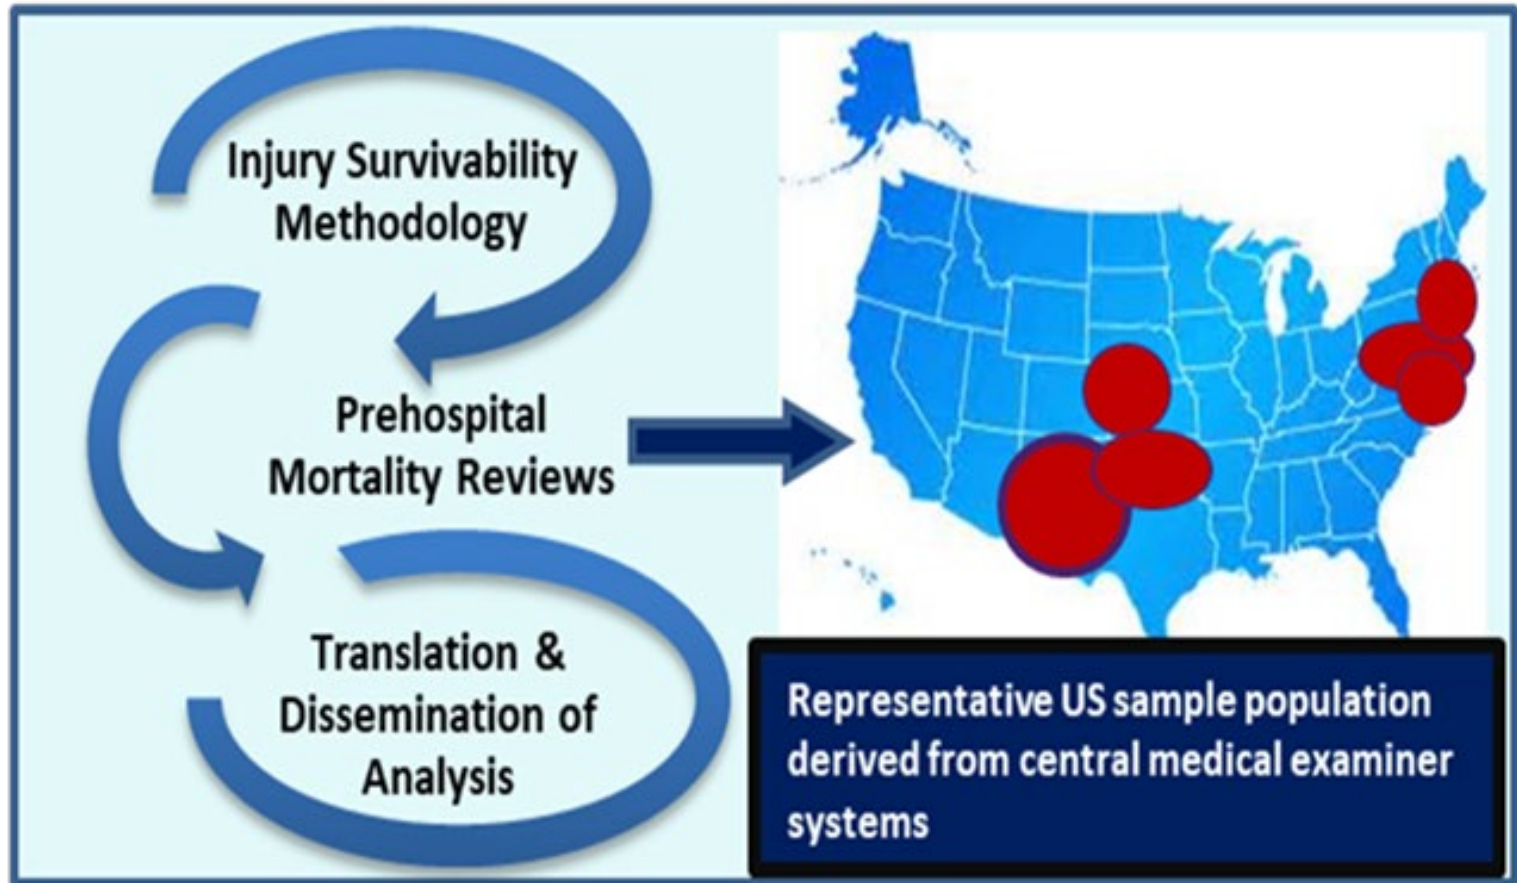 Injury Survivability
Methodology
Prehospital
Mortality Reviews
Translation &
Dissemination of
Analysis
Representative US sample population
derived from central medical examiner
systems